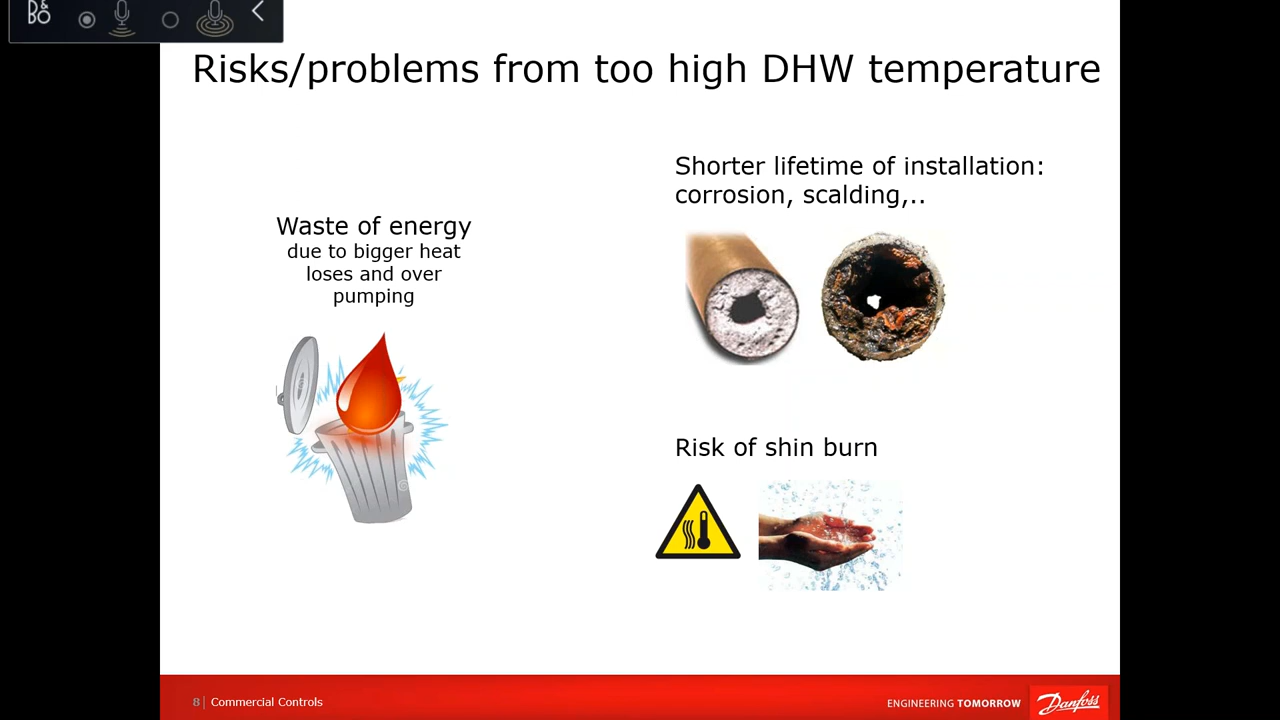 B&O
Risks/problems from too high DHW temperature
Waste of energy
due to bigger heat
loses and over
pumping
Shorter lifetime of installation:
corrosion, scalding,..
Risk of shin burn
8 | Commercial Controls
ENGINEERING TOMORROW
Danfoss